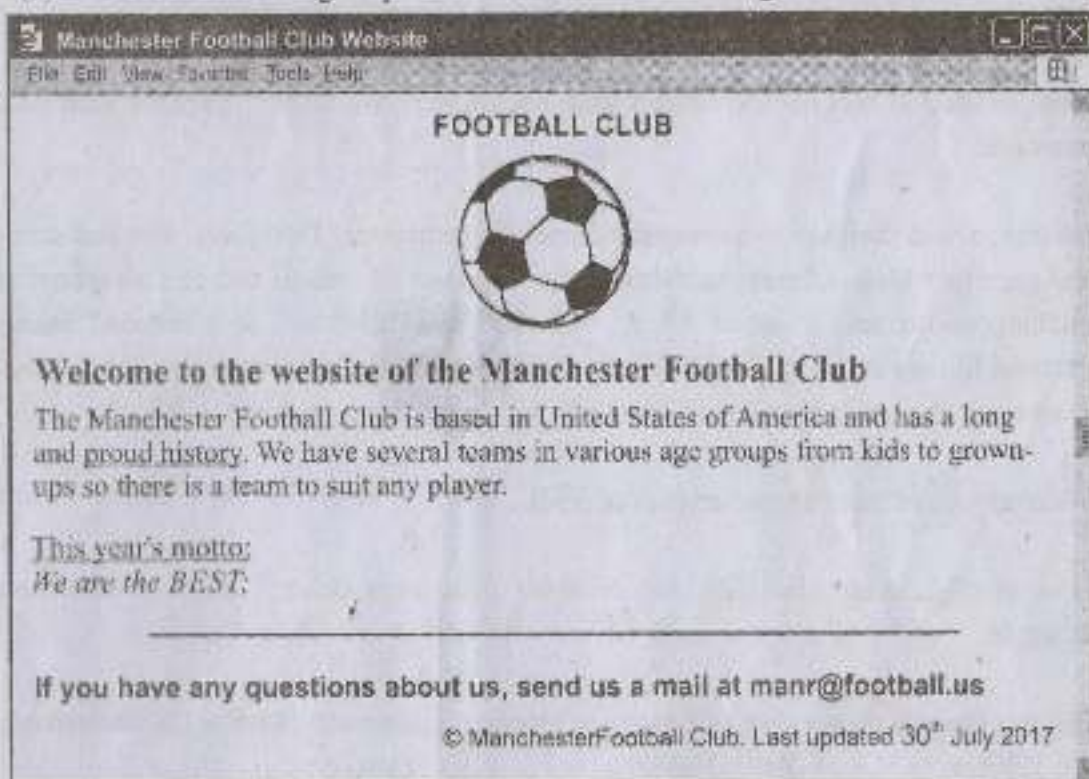 Manchester Football Club Website
File Edit View Favorites Tools Help
FOOTBALL CLUB
Welcome to the website of the Manchester Football Club
The Manchester Football Club is based in United States of America and has a long
and proud history. We have several teams in various age groups from kids to grown-
ups so there is a team to suit any player.
This year's motto:
We are the BEST:
If you have any questions about us, send us a mail at manr@football.us
© ManchesterFootball Club. Last updated 30th July 2017